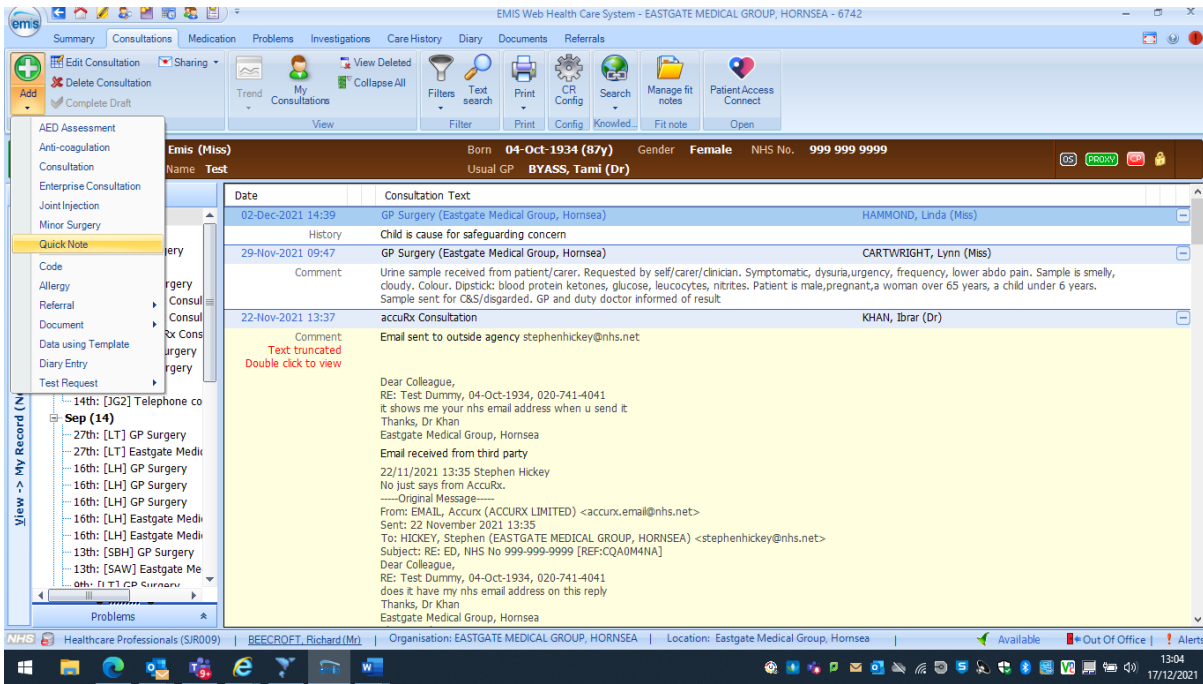 emis
EMIS Web Health Care System - EASTGATE MEDICAL GROUP, HORNSEA - 6742
Summary Consultations Medication Problems Investigations Care History Diary Documents Referrals
Add
Edit Consultation
Delete Consultation
Complete Draft
Sharing
Trend
My Consultations
View Deleted
Collapse All
View
Filters
Text search
Filter
Print
Print
CR Config
Config
Search
Knowled...
Manage fit notes
Fit note
Patient Access Connect
Open
AED Assessment
Anti-coagulation
Consultation
Enterprise Consultation
Joint Injection
Minor Surgery
Quick Note
Code
Allergy
Referral
Document
Data using Template
Diary Entry
Test Request
Emis (Miss) Born 04-Oct-1934 (87y) Gender Female NHS No. 999 999 9999
Name Test Usual GP BYASS, Tami (Dr)
OS PROXY CP
Date Consultation Text
02-Dec-2021 14:39 GP Surgery (Eastgate Medical Group, Hornsea) HAMMOND, Linda (Miss)
History Child is cause for safeguarding concern
29-Nov-2021 09:47 GP Surgery (Eastgate Medical Group, Hornsea) CARTWRIGHT, Lynn (Miss)
Comment Urine sample received from patient/carer. Requested by self/carer/clinician. Symptomatic, dysuria,urgency, frequency, lower abdo pain. Sample is smelly,
cloudy. Colour. Dipstick: blood protein ketones, glucose, leucocytes, nitrites. Patient is male,pregnant,a woman over 65 years, a child under 6 years.
Sample sent for C&S/disgarded. GP and duty doctor informed of result
22-Nov-2021 13:37 accuRx Consultation KHAN, Ibrar (Dr)
Comment Email sent to outside agency stephenhickey@nhs.net
Text truncated
Double click to view
Dear Colleague,
RE: Test Dummy, 04-Oct-1934, 020-741-4041
it shows me your nhs email address when u send it
Thanks, Dr Khan
Eastgate Medical Group, Hornsea
Email received from third party
22/11/2021 13:35 Stephen Hickey
No just says from AccuRx.
-----Original Message-----
From: EMAIL, Accurx (ACCURX LIMITED) <accurx.email@nhs.net>
Sent: 22 November 2021 13:35
To: HICKEY, Stephen (EASTGATE MEDICAL GROUP, HORNSEA) <stephenhickey@nhs.net>
Subject: RE: ED, NHS No 999-999-9999 [REF:CQA0M4NA]
Dear Colleague,
RE: Test Dummy, 04-Oct-1934, 020-741-4041
does it have my nhs email address on this reply
Thanks, Dr Khan
Eastgate Medical Group, Hornsea
ery
rgery
Consul
Consul
Rx Cons
urgery
rgery
14th: [JG2] Telephone co
Sep (14)
27th: [LT] GP Surgery
27th: [LT] Eastgate Medic
16th: [LH] GP Surgery
16th: [LH] GP Surgery
16th: [LH] GP Surgery
16th: [LH] Eastgate Medi
16th: [LH] Eastgate Medi
13th: [SBH] GP Surgery
13th: [SAW] Eastgate Me
9th: [LT] GP Surgery
View -> My Record (N
Problems
NHS Healthcare Professionals (SJR009) | BEECROFT, Richard (Mr) | Organisation: EASTGATE MEDICAL GROUP, HORNSEA | Location: Eastgate Medical Group, Hornsea | Available Out Of Office | Alerts
13:04
17/12/2021